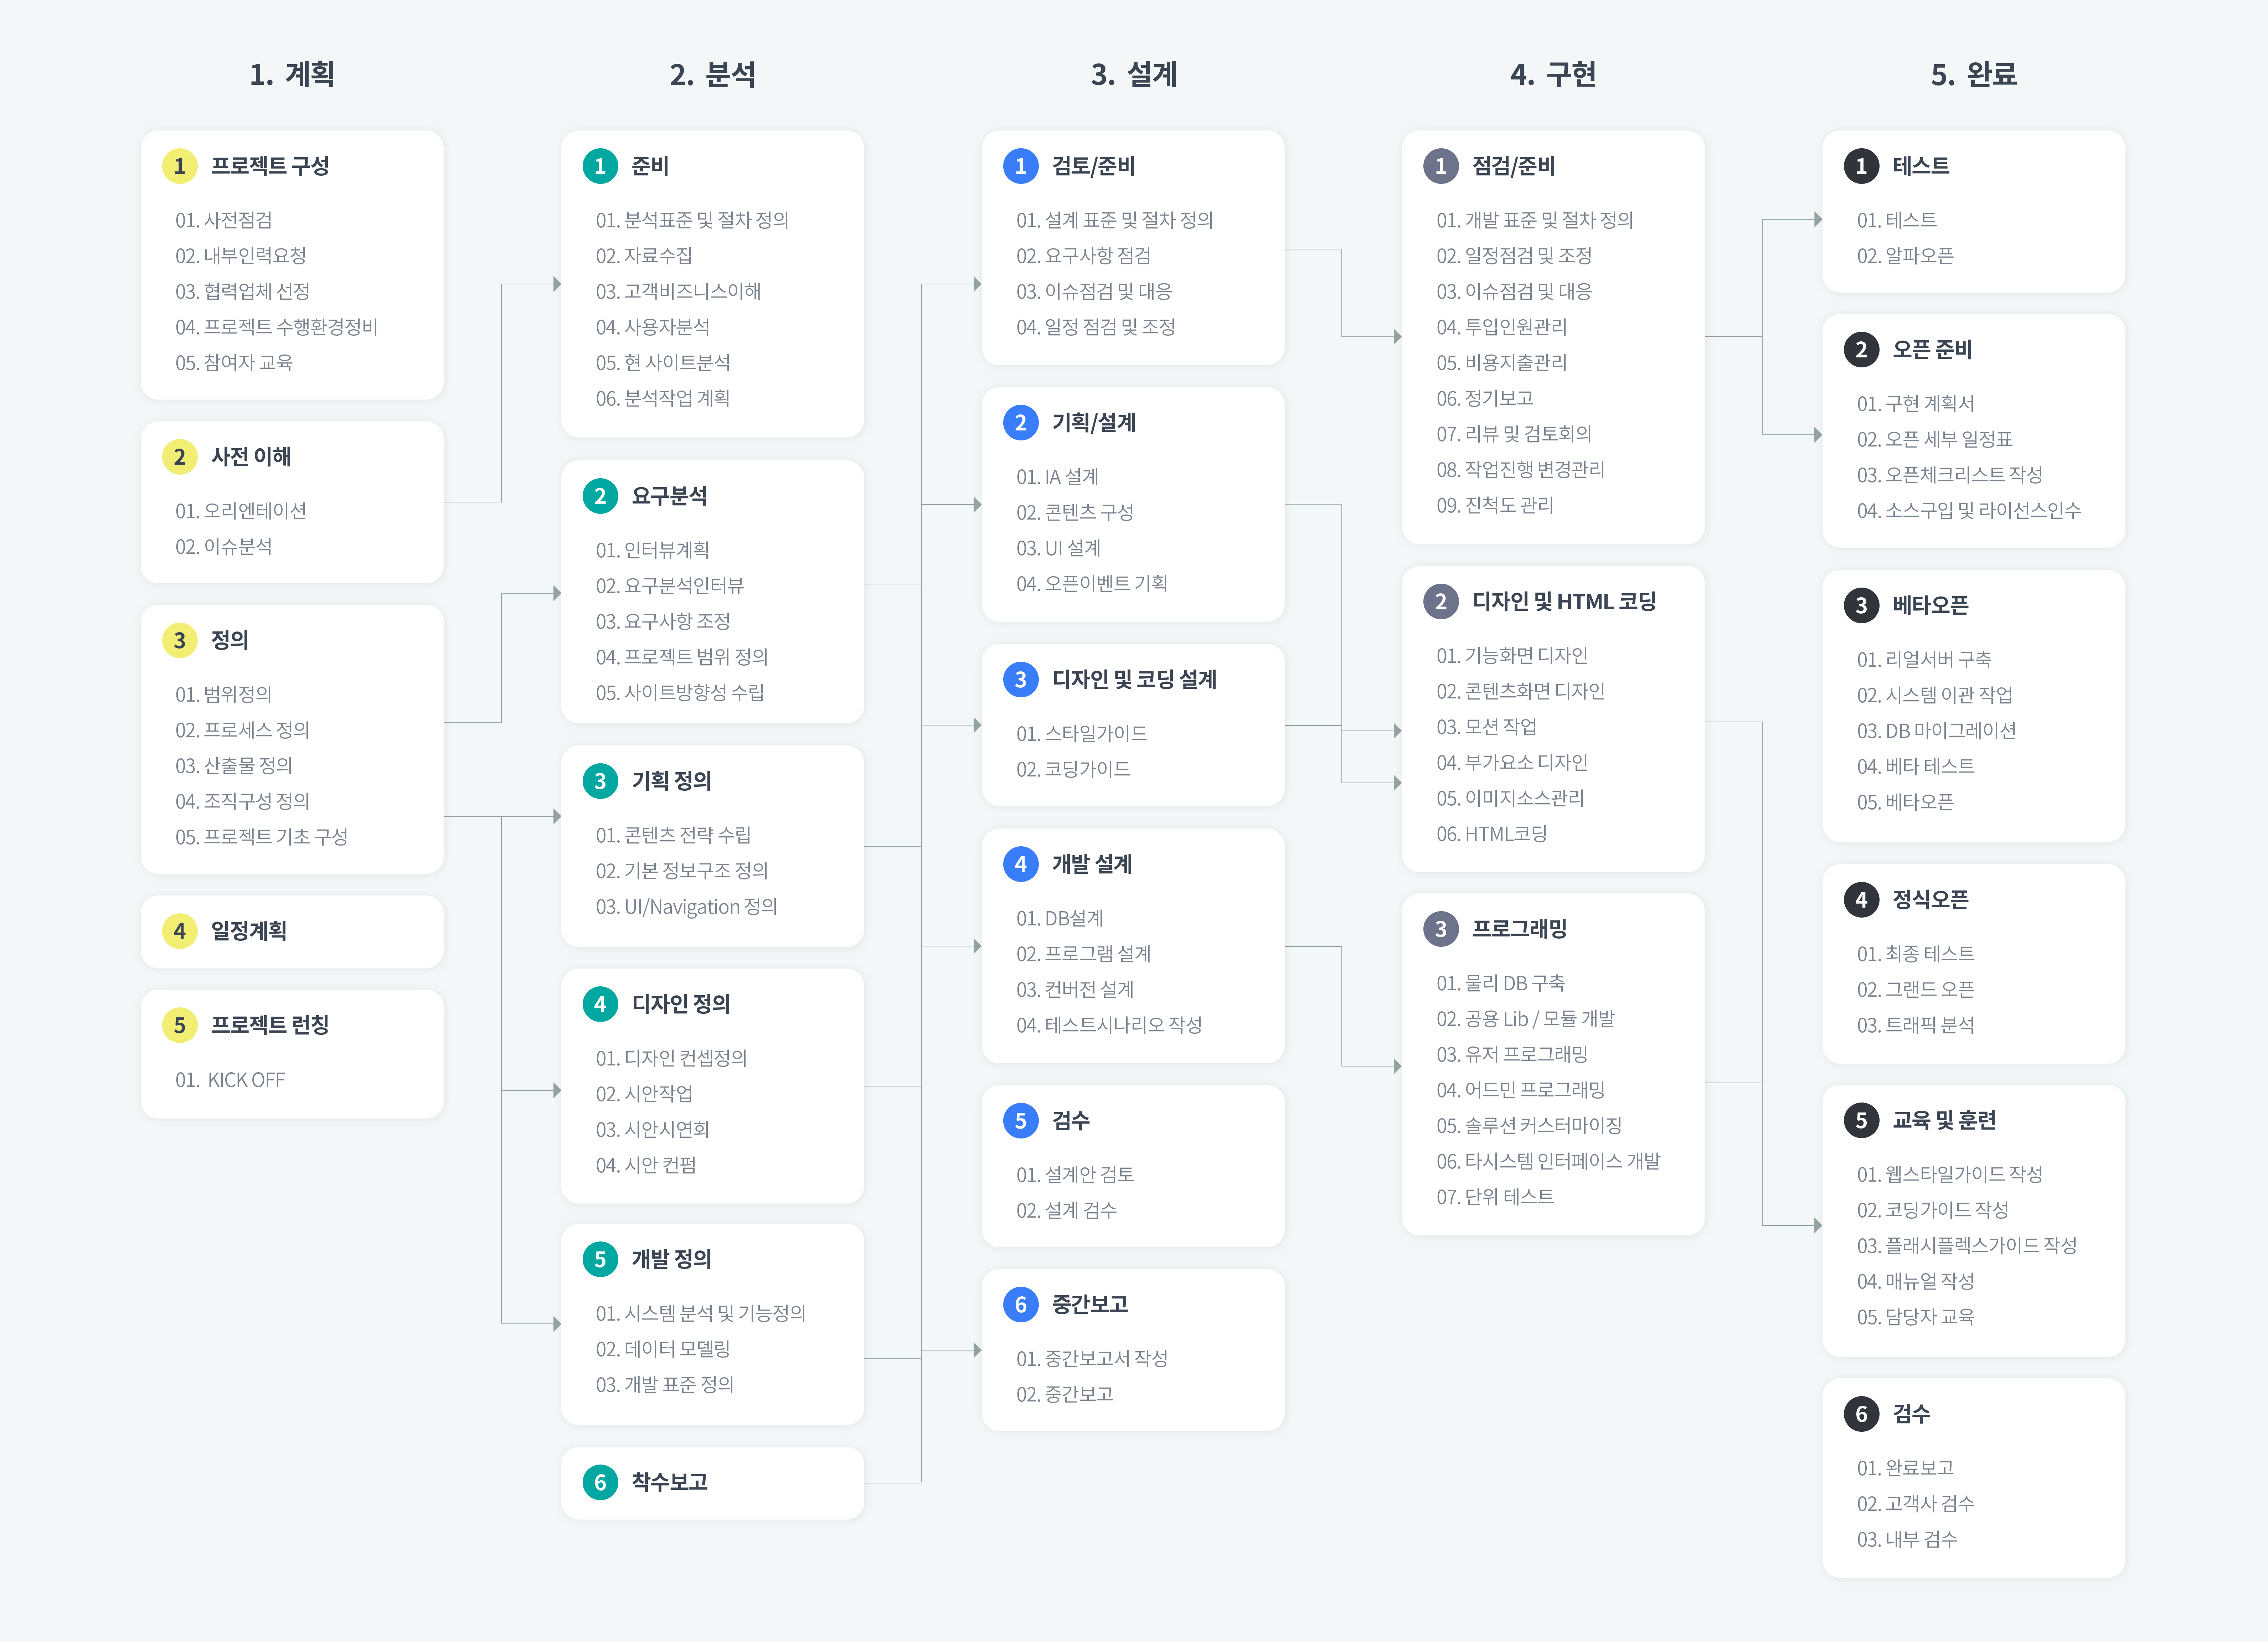 1. 계획
1 프로젝트 구성
01. 사전점검
02. 내부인력요청
03. 협력업체 선정
04. 프로젝트 수행환경정비
05. 참여자 교육
2 사전 이해
01. 오리엔테이션
02. 이슈분석
3 정의
01. 범위정의
02. 프로세스 정의
03. 산출물 정의
04. 조직구성 정의
05. 프로젝트 기초 구성
4 일정계획
5 프로젝트 런칭
01. KICK OFF
2. 분석
1 준비
01. 분석표준 및 절차 정의
02. 자료수집
03. 고객비즈니스이해
04. 사용자분석
05. 현 사이트분석
06. 분석작업 계획
2 요구분석
01. 인터뷰계획
02. 요구분석인터뷰
03. 요구사항 조정
04. 프로젝트 범위 정의
05. 사이트방향성 수립
3 기획 정의
01. 콘텐츠 전략 수립
02. 기본 정보구조 정의
03. UI/Navigation 정의
4 디자인 정의
01. 디자인 컨셉정의
02. 시안작업
03. 시안시연회
04. 시안 컨펌
5 개발 정의
01. 시스템 분석 및 기능정의
02. 데이터 모델링
03. 개발 표준 정의
6 착수보고
3. 설계
1 검토/준비
01. 설계 표준 및 절차 정의
02. 요구사항 점검
03. 이슈점검 및 대응
04. 일정 점검 및 조정
2 기획/설계
01. IA 설계
02. 콘텐츠 구성
03. UI 설계
04. 오픈이벤트 기획
3 디자인 및 코딩 설계
01. 스타일가이드
02. 코딩가이드
4 개발 설계
01. DB설계
02. 프로그램 설계
03. 컨버전 설계
04. 테스트시나리오 작성
5 검수
01. 설계안 검토
02. 설계 검수
6 중간보고
01. 중간보고서 작성
02. 중간보고
4. 구현
1 점검/준비
01. 개발 표준 및 절차 정의
02. 일정점검 및 조정
03. 이슈점검 및 대응
04. 투입인원관리
05. 비용지출관리
06. 정기보고
07. 리뷰 및 검토회의
08. 작업진행 변경관리
09. 진척도 관리
2 디자인 및 HTML 코딩
01. 기능화면 디자인
02. 콘텐츠화면 디자인
03. 모션 작업
04. 부가요소 디자인
05. 이미지소스관리
06. HTML코딩
3 프로그래밍
01. 물리 DB 구축
02. 공용 Lib / 모듈 개발
03. 유저 프로그래밍
04. 어드민 프로그래밍
05. 솔루션 커스터마이징
06. 타시스템 인터페이스 개발
07. 단위 테스트
5. 완료
1 테스트
01. 테스트
02. 알파오픈
2 오픈 준비
01. 구현 계획서
02. 오픈 세부 일정표
03. 오픈체크리스트 작성
04. 소스구입 및 라이선스인수
3 베타오픈
01. 리얼서버 구축
02. 시스템 이관 작업
03. DB 마이그레이션
04. 베타 테스트
05. 베타오픈
4 정식오픈
01. 최종 테스트
02. 그랜드 오픈
03. 트래픽 분석
5 교육 및 훈련
01. 웹스타일가이드 작성
02. 코딩가이드 작성
03. 플래시플렉스가이드 작성
04. 매뉴얼 작성
05. 담당자 교육
6 검수
01. 완료보고
02. 고객사 검수
03. 내부 검수